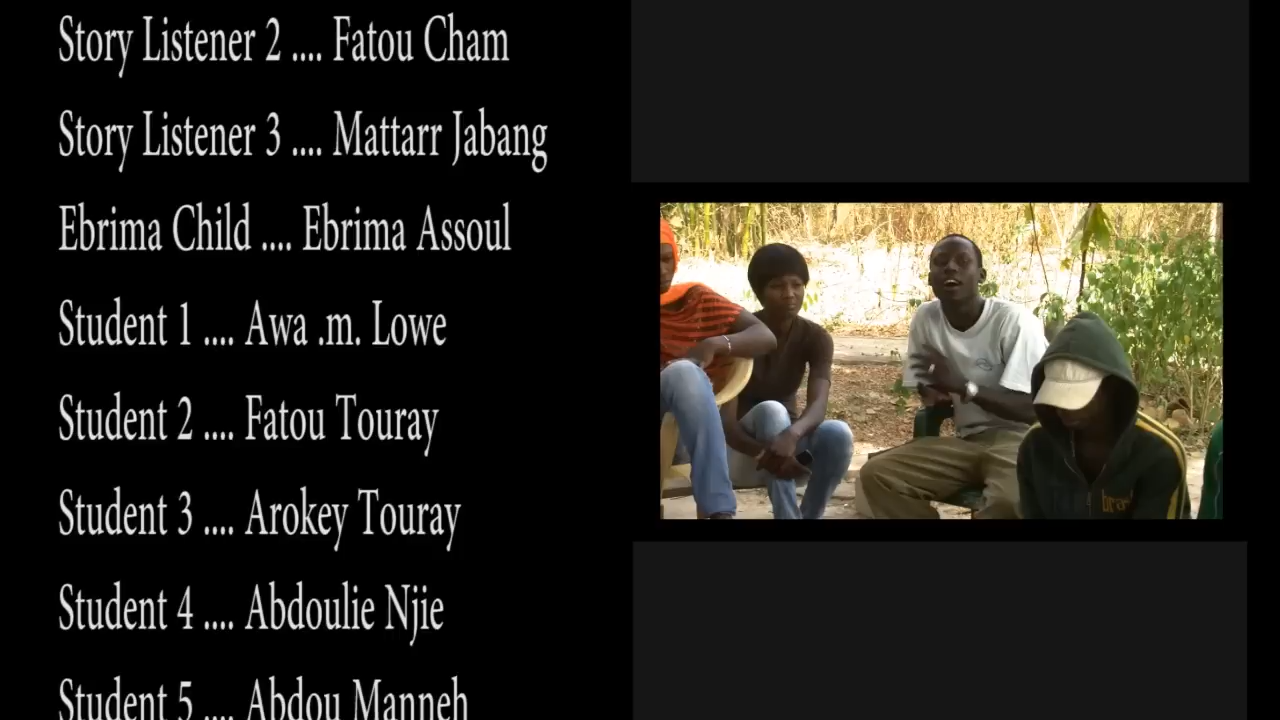 Story Listener 2 .... Fatou Cham
Story Listener 3 .... Mattarr Jabang
Ebrima Child .... Ebrima Assoul
Student 1 .... Awa .m. Lowe
Student 2 .... Fatou Touray
Student 3 .... Arokey Touray
Student 4 .... Abdoulie Njie
Student 5 .... Abdou Manneh